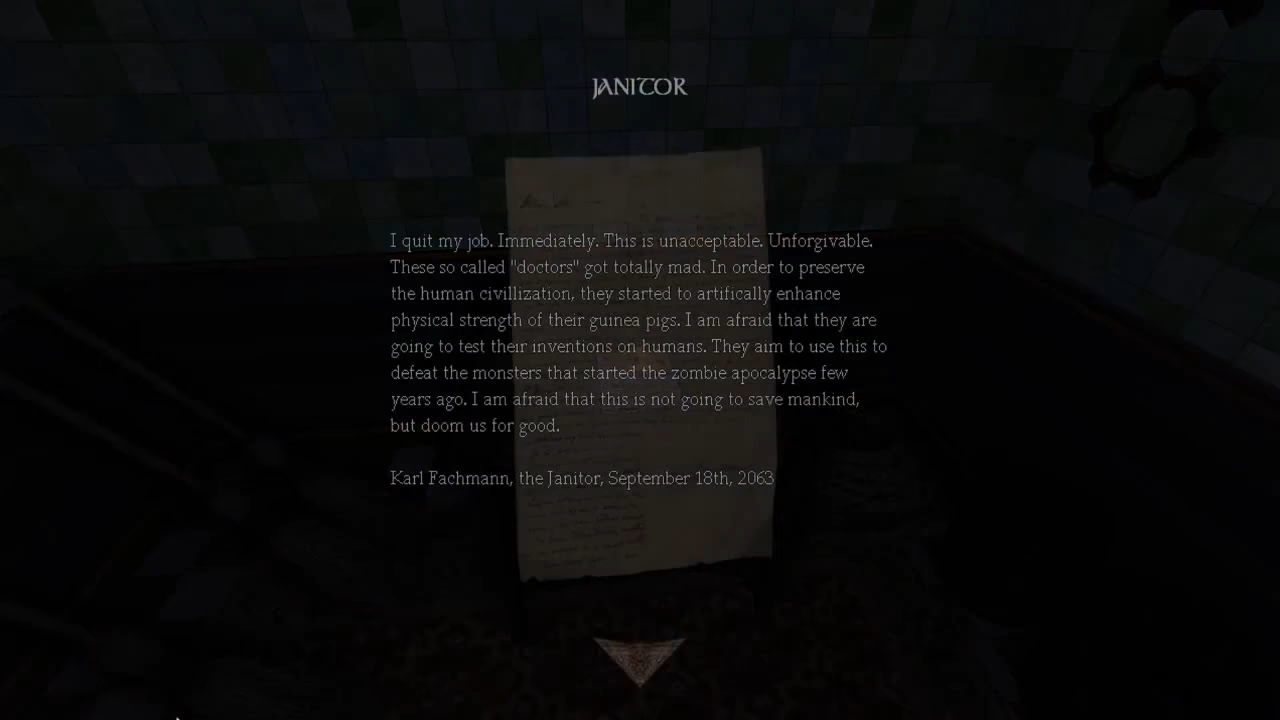 JANITOR
I quit my job. Immediately. This is unacceptable. Unforgivable.
These so called "doctors" got totally mad. In order to preserve
the human civillization, they started to artifically enhance
physical strength of their guinea pigs. I am afraid that they are
going to test their inventions on humans. They aim to use this to
defeat the monsters that started the zombie apocalypse few
years ago. I am afraid that this is not going to save mankind,
but doom us for good.
Karl Fachmann, the Janitor, September 18th, 2063